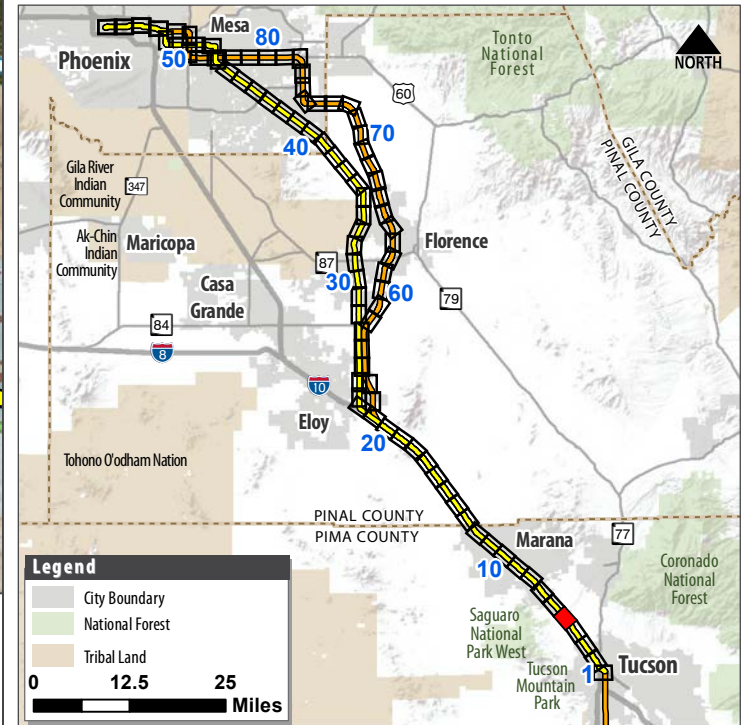 Mesa
80
Phoenix
50
Tonto
National
Forest
NORTH
60
70
40
GILA COUNTY
PINAL COUNTY
Gila River
Indian
Community
347
Ak-Chin
Indian
Community
Maricopa
87
Florence
30
Casa
Grande
60
79
84
8
10
Eloy
20
Tohono O'odham Nation
PINAL COUNTY
PIMA COUNTY
Marana
77
10
Coronado
National
Forest
Saguaro
National
Park West
Tucson
Mountain
Park
1
Tucson
Legend
City Boundary
National Forest
Tribal Land
0 12.5 25
Miles